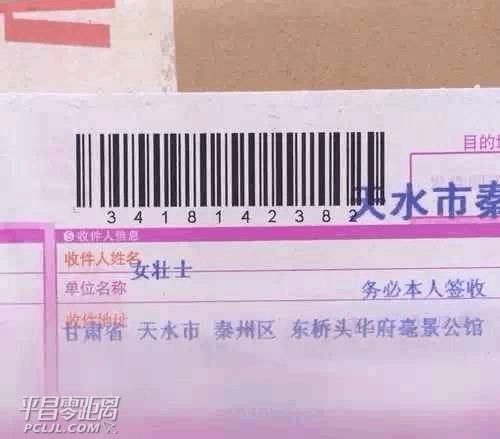 目的地
天水市秦
3418142382
⑤收件人信息
收件人姓名
女壮士
单位名称
务必本人签收
收件地址
甘肃省 天水市 秦州区 东桥头华府毫景公馆
平昌零距离
PCLJL.COM